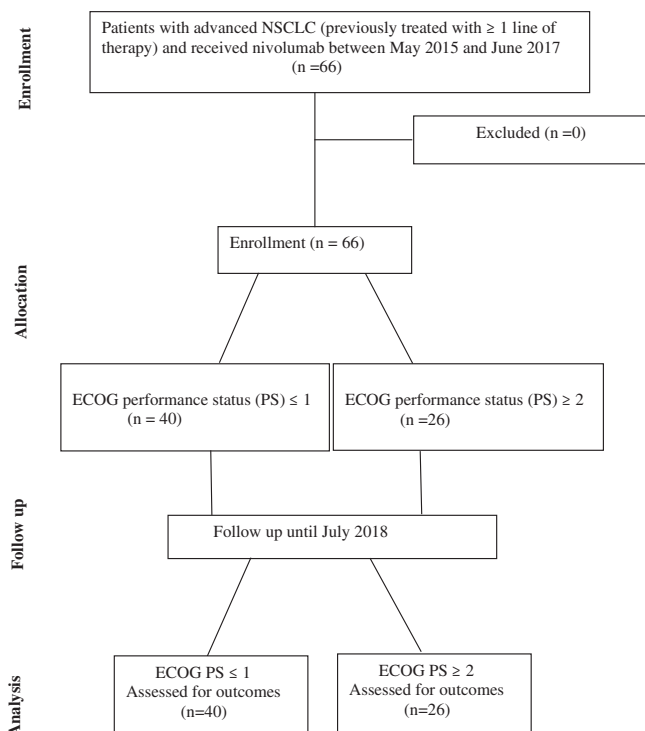 Enrollment
Patients with advanced NSCLC (previously treated with ≥ 1 line of
therapy) and received nivolumab between May 2015 and June 2017
(n =66)
Excluded (n =0)
Allocation
Enrollment (n = 66)
ECOG performance status (PS) ≤ 1
(n = 40)
ECOG performance status (PS) ≥ 2
(n =26)
Follow up
Follow up until July 2018
Analysis
ECOG PS ≤ 1
Assessed for outcomes
(n=40)
ECOG PS ≥ 2
Assessed for outcomes
(n=26)